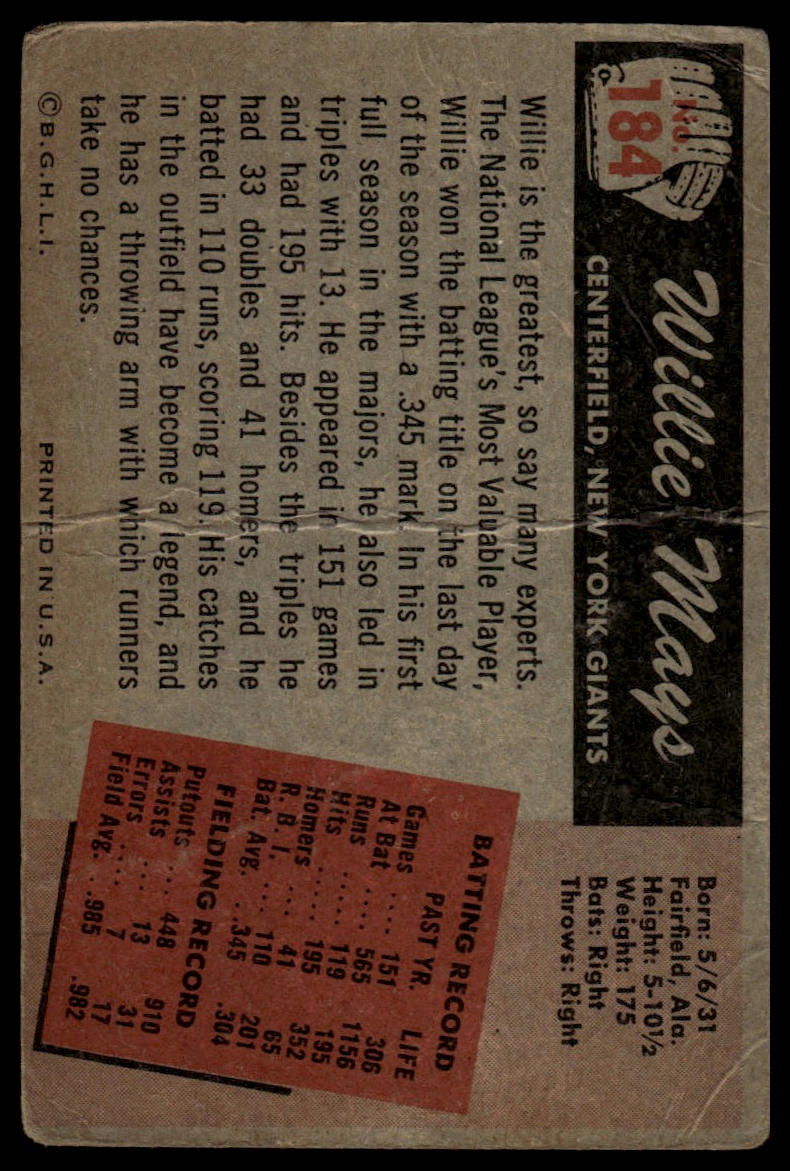 No.
184
Willie Mays
CENTERFIELD, NEW YORK GIANTS
Born: 5/6/31
Fairfield, Ala.
Height: 5-10½
Weight: 175
Bats: Right
Throws: Right
Willie is the greatest, so say many experts.
The National League's Most Valuable Player,
Willie won the batting title on the last day
of the season with a .345 mark. In his first
full season in the majors, he also led in
triples with 13. He appeared in 151 games
and had 195 hits. Besides the triples he
had 33 doubles and 41 homers, and he
batted in 110 runs, scoring 119. His catches
in the outfield have become a legend, and
he has a throwing arm with which runners
take no chances.
BATTING RECORD
PAST YR. LIFE
Games .... 151 306
At Bat 565 1156
Runs ..... 119 195
Hits ..... 195 352
Homers .... 41 65
R. B. I. .... 110 201
Bat. Avg. .... .345 .304
FIELDING RECORD
Putouts ... 448 910
Assists .... 13 31
Errors .... 7 17
Field Avg. . .985 .982
© B.G.H.L.I. PRINTED IN U.S.A.